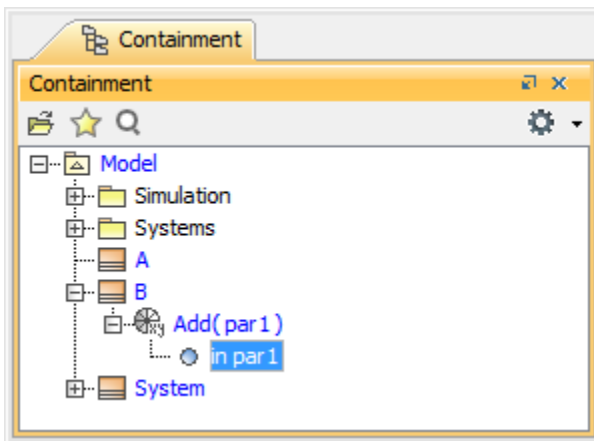 Containment
Containment
Model
Simulation
Systems
A
B
Add( par1 )
in par1
System